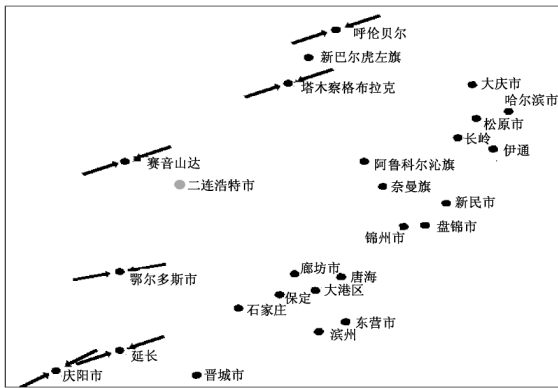 呼伦贝尔
新巴尔虎左旗
塔木察格布拉克
大庆市
哈尔滨市
松原市
长岭
伊通
赛音山达
阿鲁科尔沁旗
二连浩特市
奈曼旗
新民市
锦州市
盘锦市
鄂尔多斯市
廊坊市
唐海
保定
大港区
石家庄
东营市
滨州
延长
庆阳市
晋城市